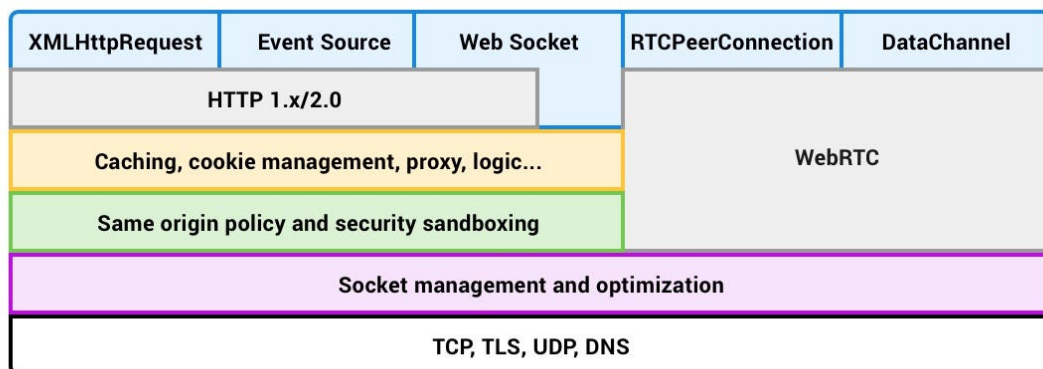 XMLHttpRequest
Event Source
Web Socket
RTCPeerConnection
DataChannel
HTTP 1.x/2.0
Caching, cookie management, proxy, logic...
WebRTC
Same origin policy and security sandboxing
Socket management and optimization
TCP, TLS, UDP, DNS